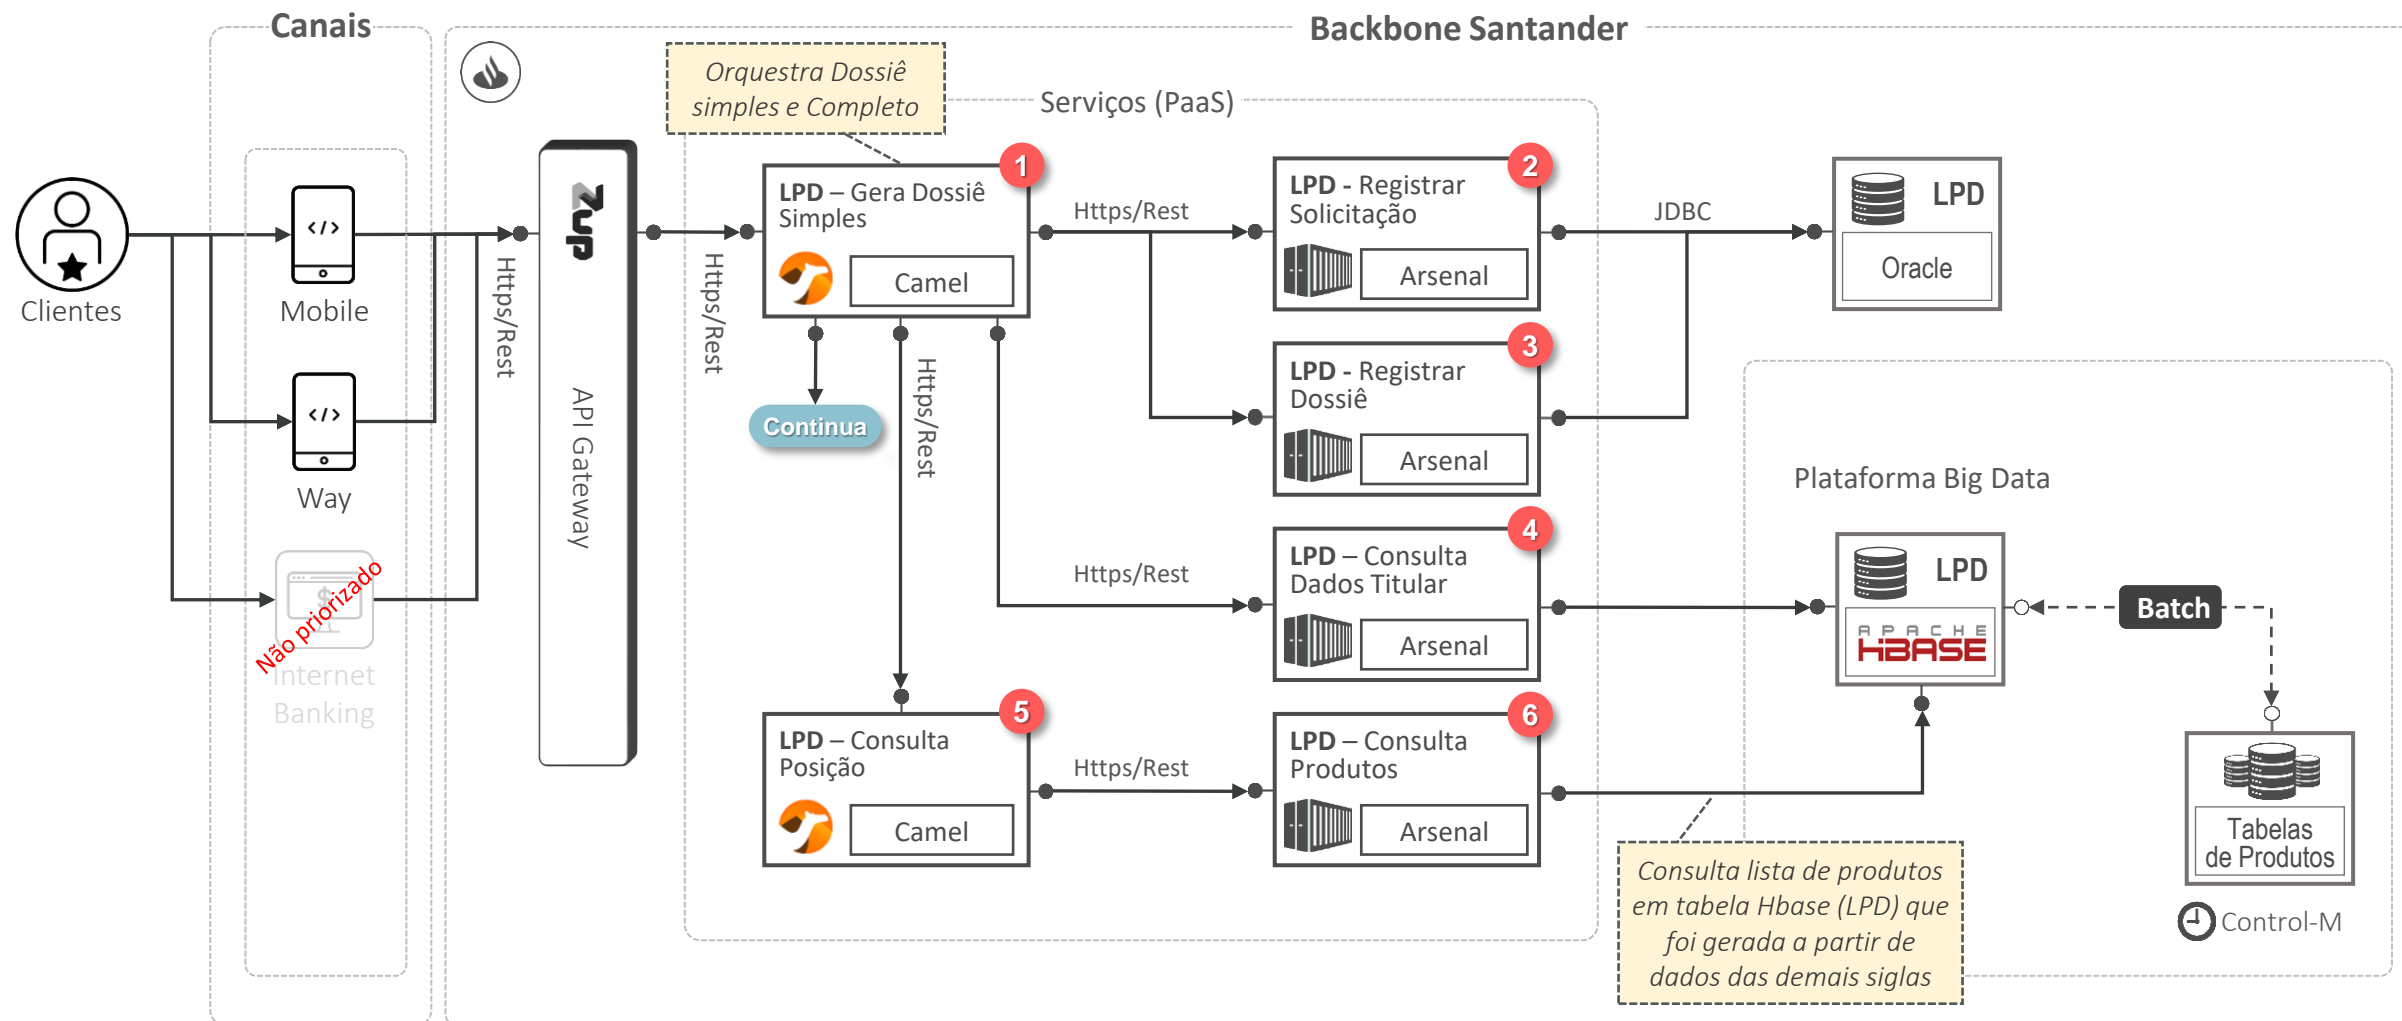 Canais
Backbone Santander
Orquestra Dossiê
simples e Completo
Serviços (PaaS)
Clientes
</>
Mobile
</>
Way
$
Não priorizado
Internet
Banking
Https/Rest
zup
API Gateway
Https/Rest
1
LPD – Gera Dossiê
Simples
Camel
Continua
Https/Rest
Https/Rest
2
LPD - Registrar
Solicitação
Arsenal
3
LPD - Registrar
Dossiê
Arsenal
JDBC
LPD
Oracle
Https/Rest
4
LPD – Consulta
Dados Titular
Arsenal
5
LPD – Consulta
Posição
Camel
Https/Rest
6
LPD – Consulta
Produtos
Arsenal
Plataforma Big Data
LPD
APACHE
HBASE
Batch
Tabelas
de Produtos
Control-M
Consulta lista de produtos
em tabela Hbase (LPD) que
foi gerada a partir de
dados das demais siglas